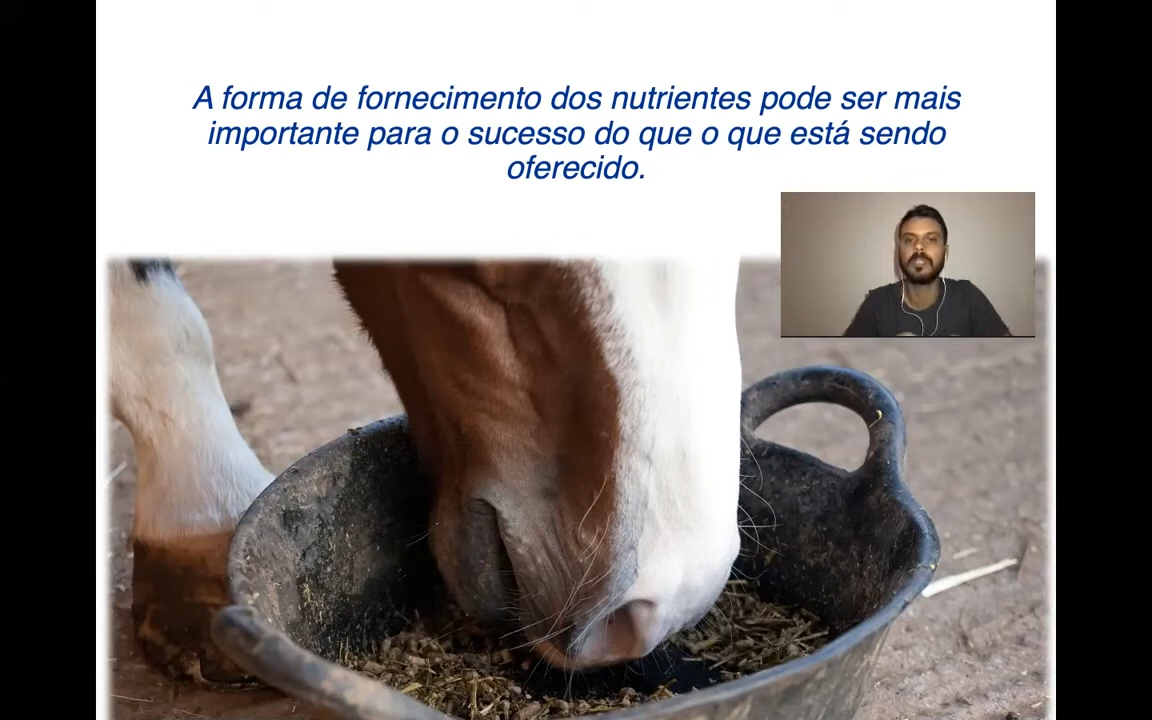 A forma de fornecimento dos nutrientes pode ser mais
importante para o sucesso do que o que está sendo
oferecido.